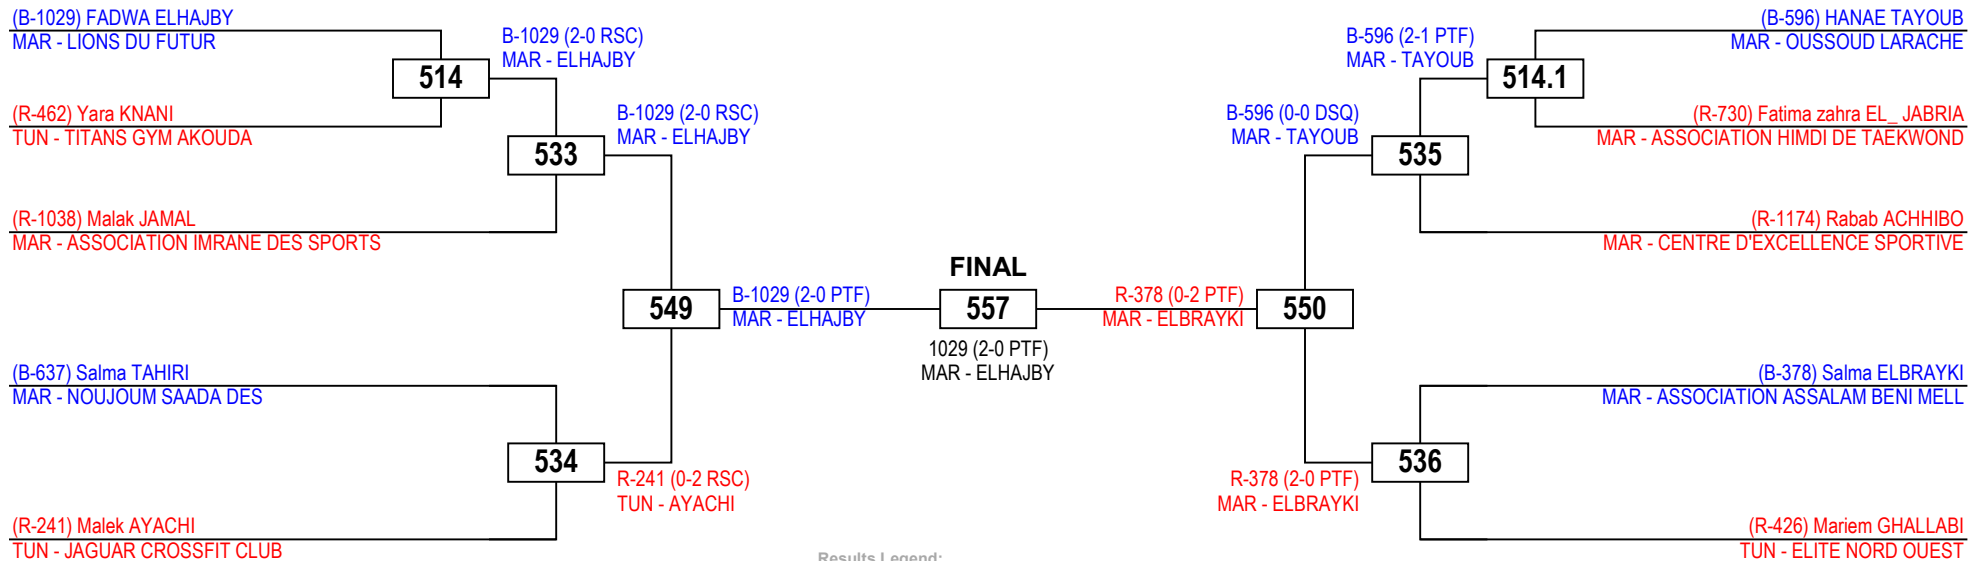 (B-1029) FADWA ELHAJBY
MAR - LIONS DU FUTUR
514
(R-462) Yara KNANI
TUN - TITANS GYM AKOUDA
B-1029 (2-0 RSC)
MAR - ELHAJBY
533
(R-1038) Malak JAMAL
MAR - ASSOCIATION IMRANE DES SPORTS
B-1029 (2-0 RSC)
MAR - ELHAJBY
549
(B-637) Salma TAHIRI
MAR - NOUJOUM SAADA DES
534
(R-241) Malek AYACHI
TUN - JAGUAR CROSSFIT CLUB
R-241 (0-2 RSC)
TUN - AYACHI
B-1029 (2-0 PTF)
MAR - ELHAJBY
FINAL
557
1029 (2-0 PTF)
MAR - ELHAJBY
R-378 (0-2 PTF)
MAR - ELBRAYKI
550
B-596 (0-0 DSQ)
MAR - TAYOUB
535
B-596 (2-1 PTF)
MAR - TAYOUB
514.1
(B-596) HANAE TAYOUB
MAR - OUSSOUD LARACHE
(R-730) Fatima zahra EL_ JABRIA
MAR - ASSOCIATION HIMDI DE TAEKWOND
(R-1174) Rabab ACHHIBO
MAR - CENTRE D'EXCELLENCE SPORTIVE
R-378 (2-0 PTF)
MAR - ELBRAYKI
536
(B-378) Salma ELBRAYKI
MAR - ASSOCIATION ASSALAM BENI MELL
(R-426) Mariem GHALLABI
TUN - ELITE NORD OUEST
Results Legend: